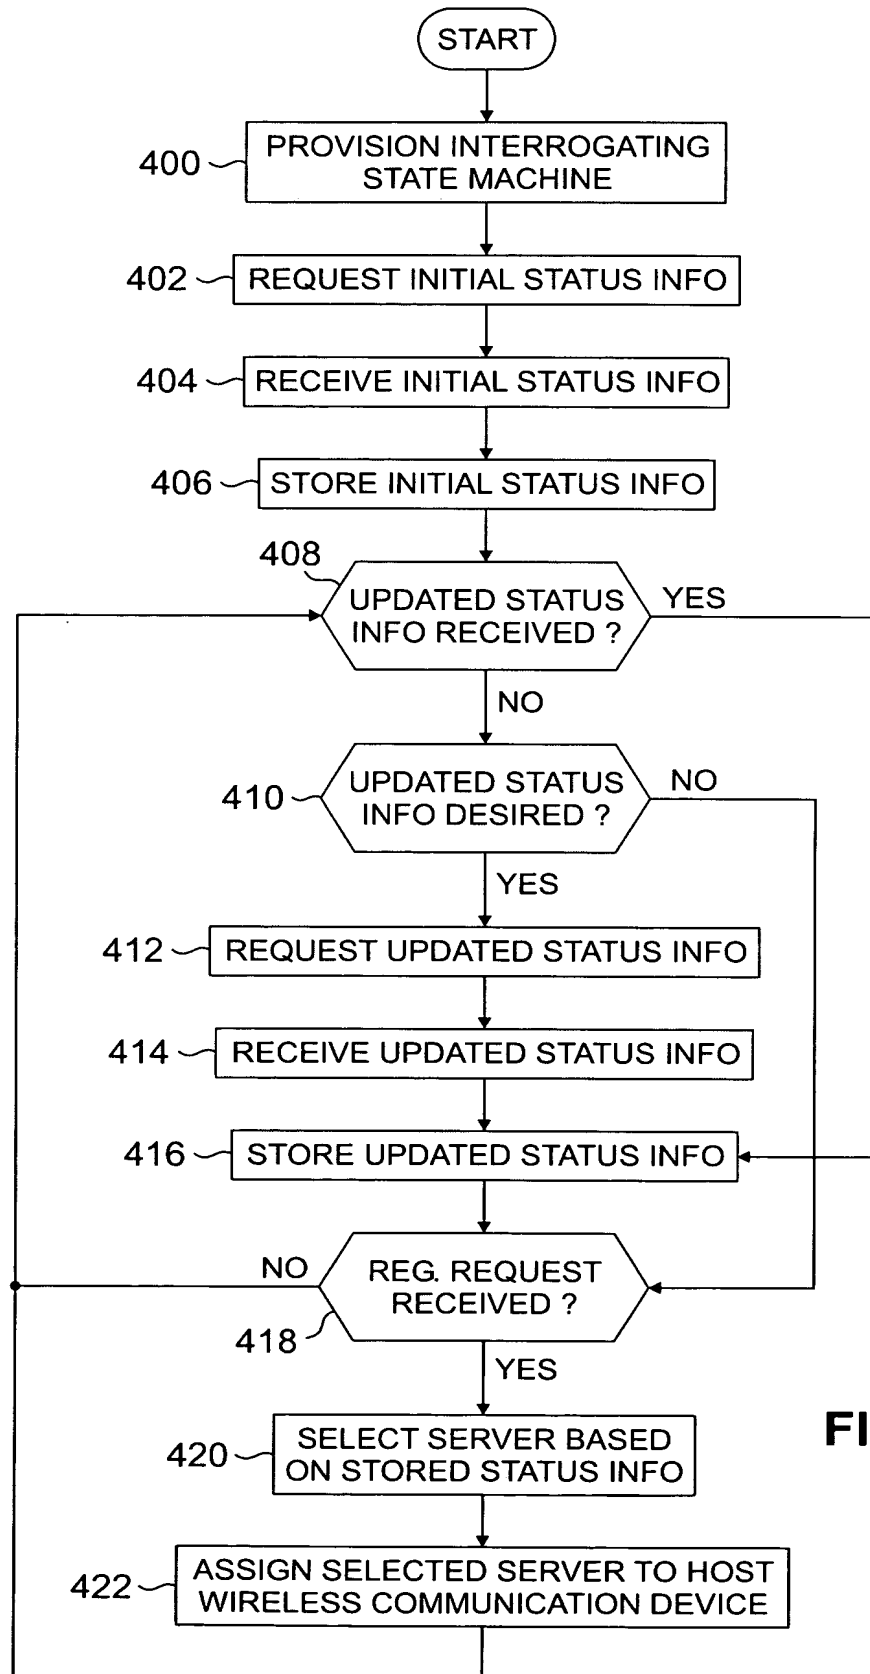 START
400
PROVISION INTERROGATING
STATE MACHINE
402
REQUEST INITIAL STATUS INFO
404
RECEIVE INITIAL STATUS INFO
406
STORE INITIAL STATUS INFO
408
UPDATED STATUS
INFO RECEIVED ?
YES
NO
410
UPDATED STATUS
INFO DESIRED ?
NO
YES
412
REQUEST UPDATED STATUS INFO
414
RECEIVE UPDATED STATUS INFO
416
STORE UPDATED STATUS INFO
NO
REG. REQUEST
RECEIVED ?
418
YES
420
SELECT SERVER BASED
ON STORED STATUS INFO
FI
422
ASSIGN SELECTED SERVER TO HOST
WIRELESS COMMUNICATION DEVICE